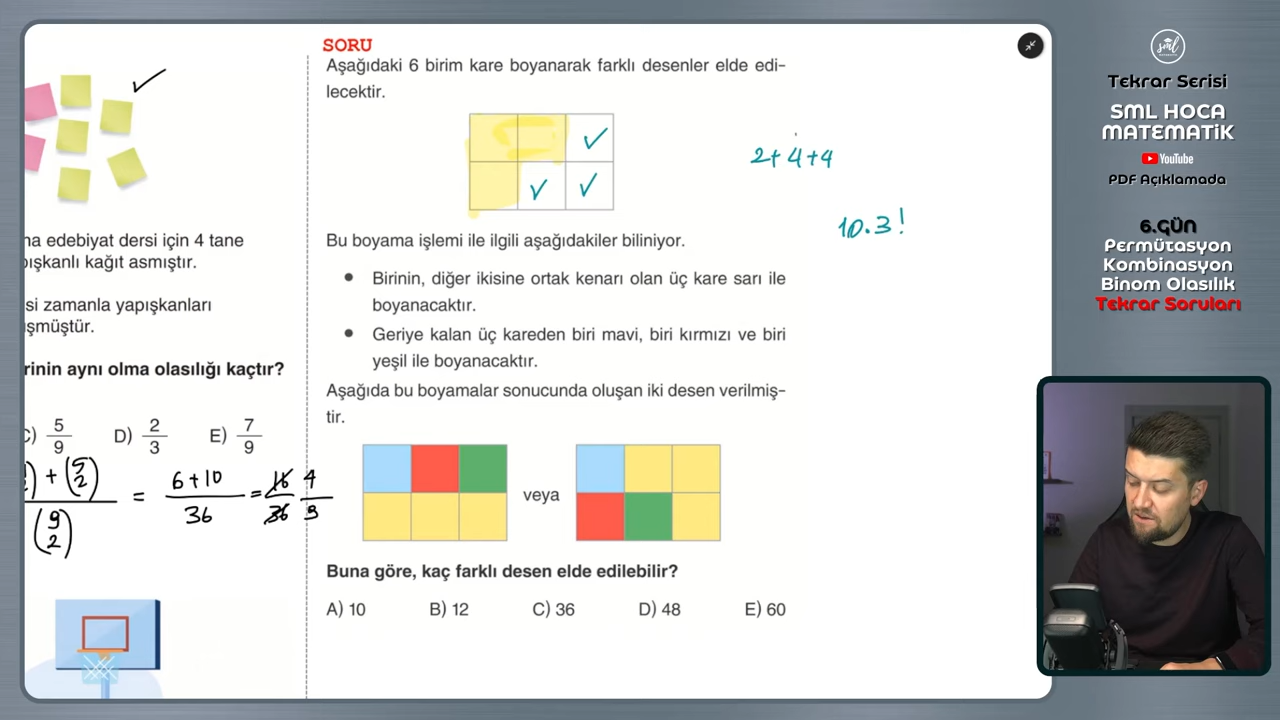 na edebiyat dersi için 4 tane
pışkanlı kağıt asmıştır.
si zamanla yapışkanları
şmüştür.
rinin aynı olma olasılığı kaçtır?
C) 5/9 D) 2/3 E) 7/9
) + (5 2) / (9 2) = 6+10 / 36 = 16/36 4/9
SORU
Aşağıdaki 6 birim kare boyanarak farklı desenler elde edi-
lecektir.
✓
✓ ✓
2+4+4
10.3!
Bu boyama işlemi ile ilgili aşağıdakiler biliniyor.
• Birinin, diğer ikisine ortak kenarı olan üç kare sarı ile
boyanacaktır.
• Geriye kalan üç kareden biri mavi, biri kırmızı ve biri
yeşil ile boyanacaktır.
Aşağıda bu boyamalar sonucunda oluşan iki desen verilmiş-
tir.
veya
Buna göre, kaç farklı desen elde edilebilir?
A) 10 B) 12 C) 36 D) 48 E) 60
sml
Tekrar Serisi
SML HOCA
MATEMATİK
YouTube
PDF Açıklamada
6.GÜN
Permütasyon
Kombinasyon
Binom Olasılık
Tekrar Soruları